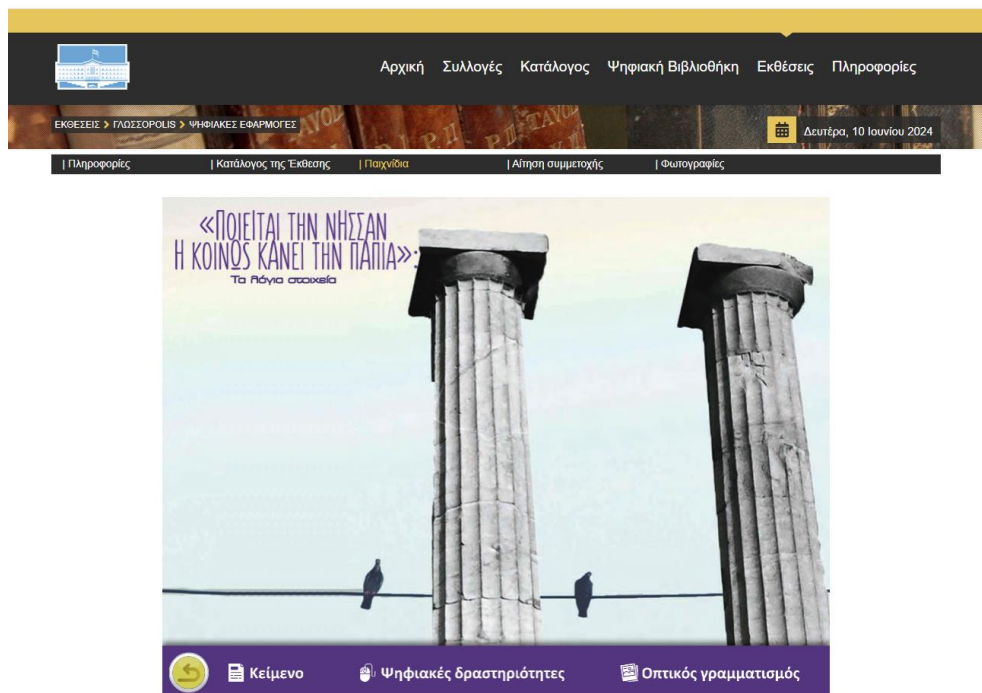 Αρχική Συλλογές Κατάλογος Ψηφιακή Βιβλιοθήκη Εκθέσεις Πληροφορίες
ΕΚΘΕΣΕΙΣ > ΓΛΩΣΣΟPOLIS > ΨΗΦΙΑΚΕΣ ΕΦΑΡΜΟΓΕΣ
Δευτέρα, 10 Ιουνίου 2024
| Πληροφορίες | Κατάλογος της Έκθεσης | Παιχνίδια | Αίτηση συμμετοχής | Φωτογραφίες
«ΠΟΙΕΙΤΑΙ ΤΗΝ ΝΗΣΣΑΝ
Η ΚΟΙΝΩΣ ΚΑΝΕΙ ΤΗΝ ΠΑΠΙΑ»:
Τα λόγια στοιχεία
Κείμενο Ψηφιακές δραστηριότητες Οπτικός γραμματισμός